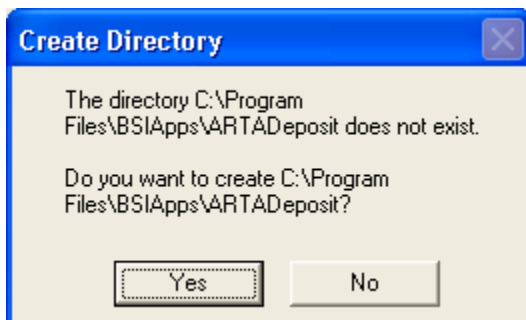 Create Directory
The directory C:\Program
Files\BSIApps\ARTADeposit does not exist.
Do you want to create C:\Program
Files\BSIApps\ARTADeposit?
Yes
No